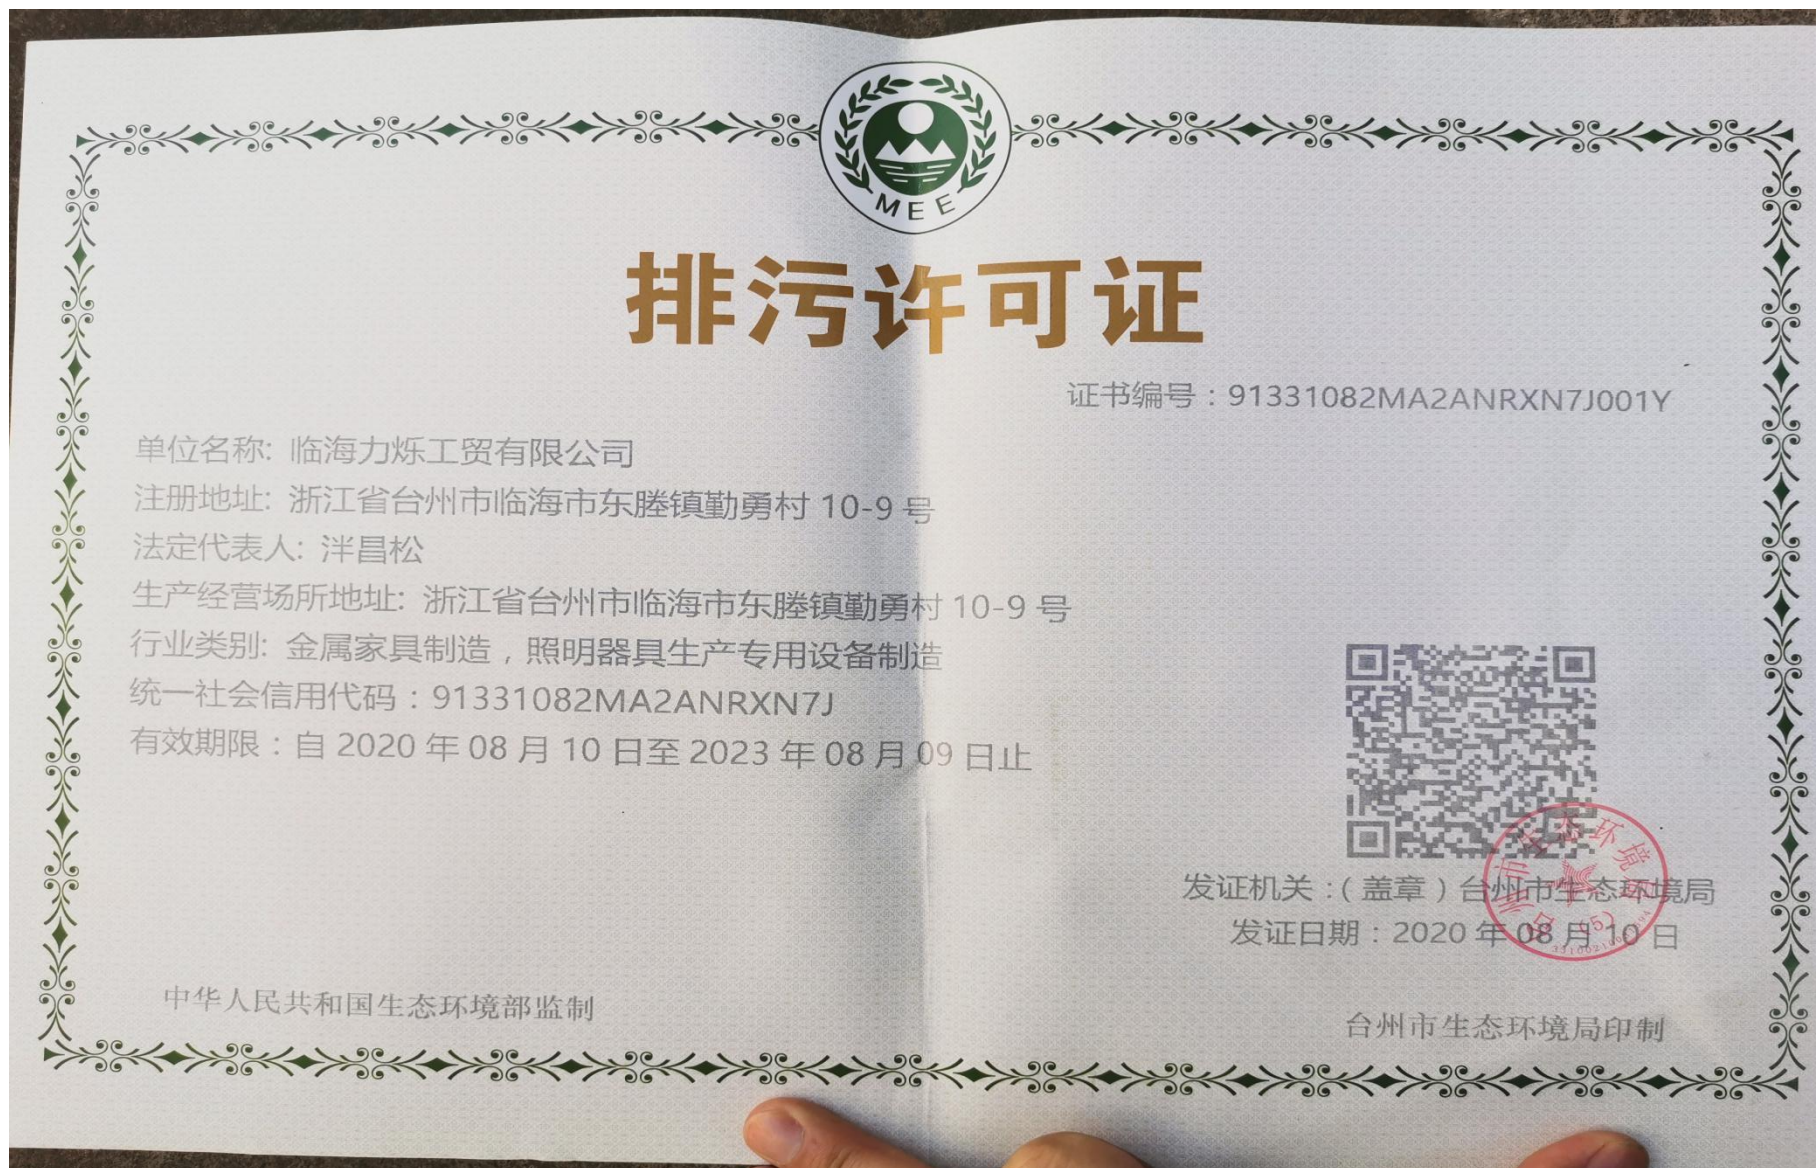 MEE
排污许可证
证书编号：91331082MA2ANRXN7J001Y
单位名称: 临海力烁工贸有限公司
注册地址: 浙江省台州市临海市东塍镇勤勇村 10-9 号
法定代表人: 泮昌松
生产经营场所地址: 浙江省台州市临海市东塍镇勤勇村 10-9 号
行业类别: 金属家具制造，照明器具生产专用设备制造
统一社会信用代码：91331082MA2ANRXN7J
有效期限：自 2020 年 08 月 10 日至 2023 年 08 月 09 日止
发证机关：（盖章）台州市生态环境局
台州市生态环境局
(5)
发证日期：2020 年 08 月 10 日
中华人民共和国生态环境部监制
台州市生态环境局印制